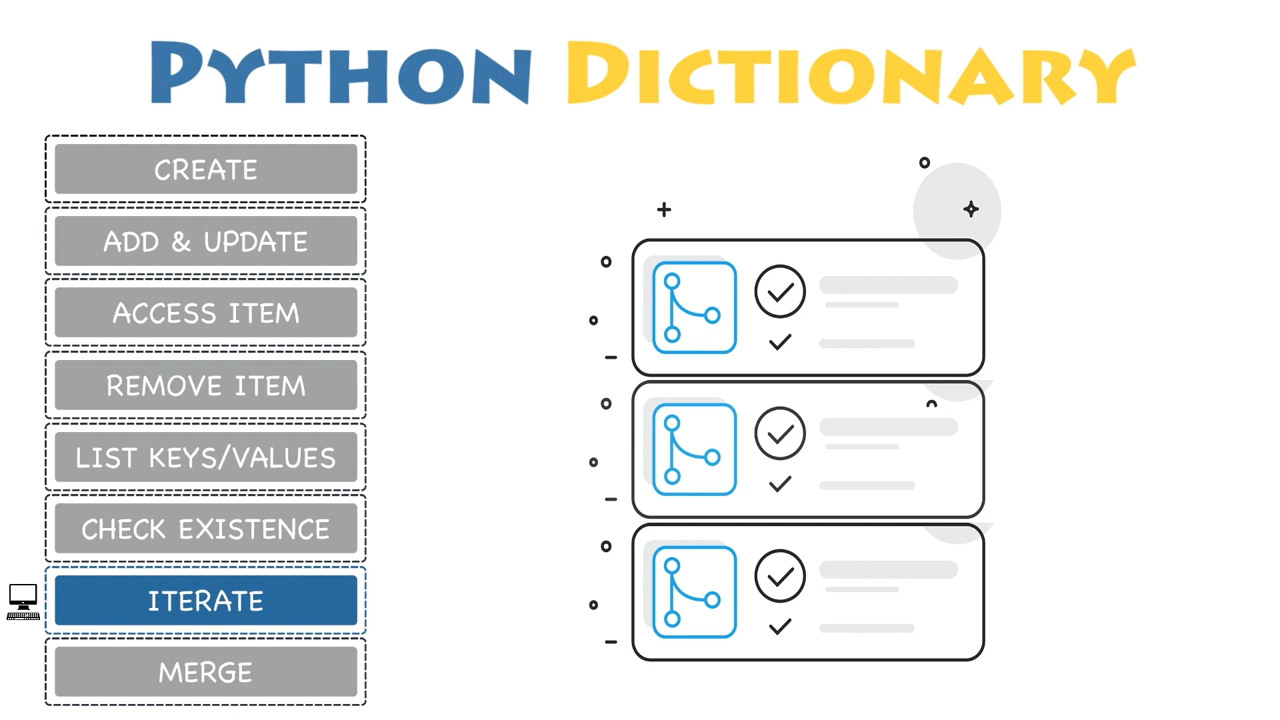 PYTHON DICTIONARY
CREATE
ADD & UPDATE
ACCESS ITEM
REMOVE ITEM
LIST KEYS/VALUES
CHECK EXISTENCE
ITERATE
MERGE